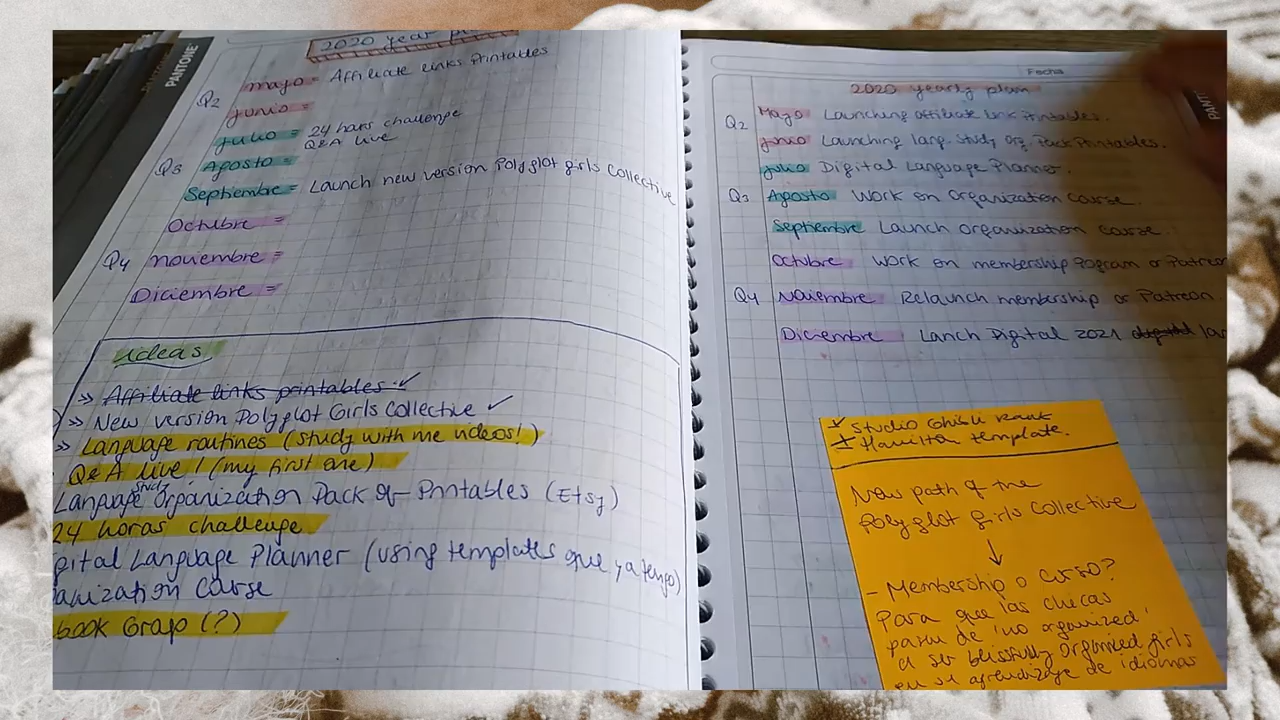 PANTONE
2020 year
Q2
mayo = Affiliate links Printables
junio =
julio = 24 hars challenge
Q&A live
Q3
Agosto =
Septiembre = Launch new version Polyglot girls Collective
Octubre =
Q4
noviembre =
Diciembre =
ideas
» Affiliate links printables ✓
» New version Polyglot Girls Collective ✓
» Language routines (study with me videos!)
Q&A live! (my first one)
Language study Organization Pack of Printables (Etsy)
24 horas challenge
gital Language Planner (using templates que ya tengo)
anization Course
book Group (?)
Fecha
2020 yearly plan
Q2
Mayo Launching affiliate link Printables.
junio Launching lang. Study Org. Pack Printables.
julio Digital Language Planner.
Q3
Agosto Work on Organization course.
Septiembre Launch organization course.
Octubre Work on membership Program or Patreon
Q4
Noviembre Relaunch membership or Patreon.
Diciembre Lanch Digital 2021 digital lan
PANT
Studio Ghibli
Hamilton template.
New path of the
Polyglot girls Collective
↓
- Membership o curso?
Para que las chicas
pasen de 'no organized'
a ser blissfully organized girls
en su aprendizaje de idiomas